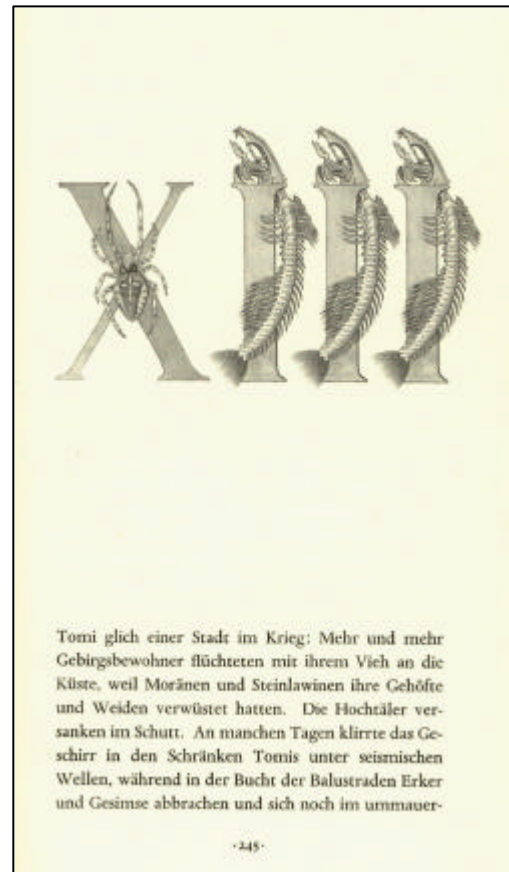 XIII
Tomi glich einer Stadt im Krieg: Mehr und mehr
Gebirgsbewohner flüchteten mit ihrem Vieh an die
Küste, weil Moränen und Steinlawinen ihre Gehöfte
und Weiden verwüstet hatten. Die Hochtäler ver-
sanken im Schutt. An manchen Tagen klirrte das Ge-
schirr in den Schränken Tomis unter seismischen
Wellen, während in der Bucht der Balustraden Erker
und Gesimse abbrachen und sich noch im ummauer-
·245·